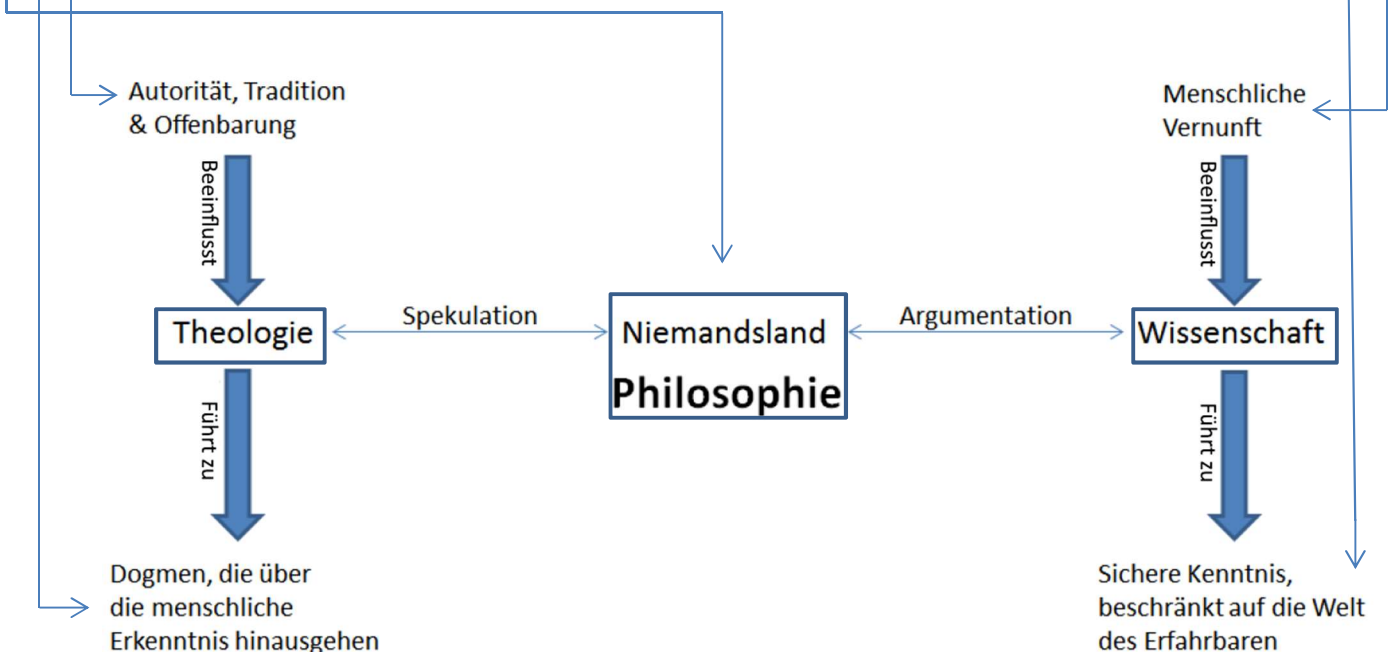 Autorität, Tradition
& Offenbarung
Menschliche
Vernunft
Beeinflusst
Beeinflusst
Theologie
Spekulation
Niemandsland
Philosophie
Argumentation
Wissenschaft
Führt zu
Führt zu
Dogmen, die über
die menschliche
Erkenntnis hinausgehen
Sichere Kenntnis,
beschränkt auf die Welt
des Erfahrbaren